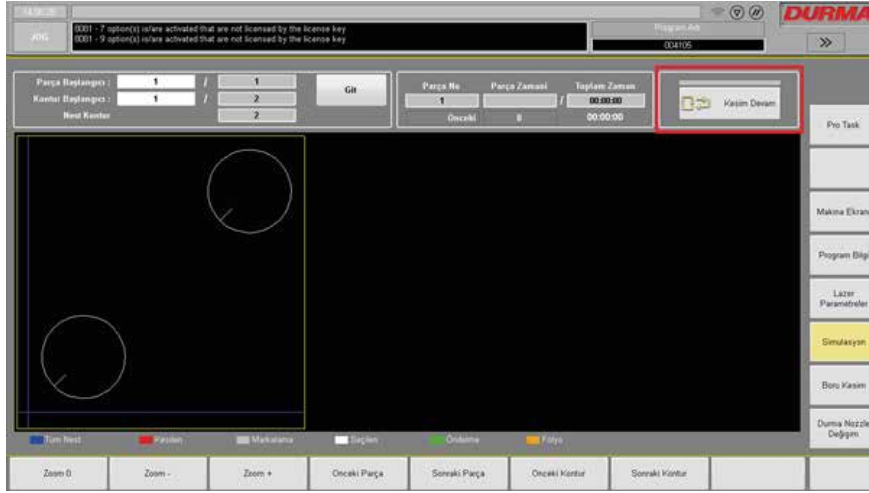 JOG
0081 - 7 option(s) is/are activated that are not licensed by the license key
0081 - 9 option(s) is/are activated that are not licensed by the license key
Program Adı
004105
DURMA
>>
Parça Başlangıcı : 1 / 1
Kontur Başlangıcı : 1 / 2
Nest Kontur 2
Git
Parça No Parça Zamanı Toplam Zaman
1 / 00:00:00
Önceki 0 00:00:00
Kesim Devam
Pro Task
Makina Ekran
Program Bilgi
Lazer
Parametreler
Simulasyon
Boru Kesim
Durma Nozzle
Değişim
Tüm Nest Kesilen Markalama Seçilen Öndelme Folyo
Zoom 0 Zoom - Zoom + Önceki Parça Sonraki Parça Önceki Kontur Sonraki Kontur